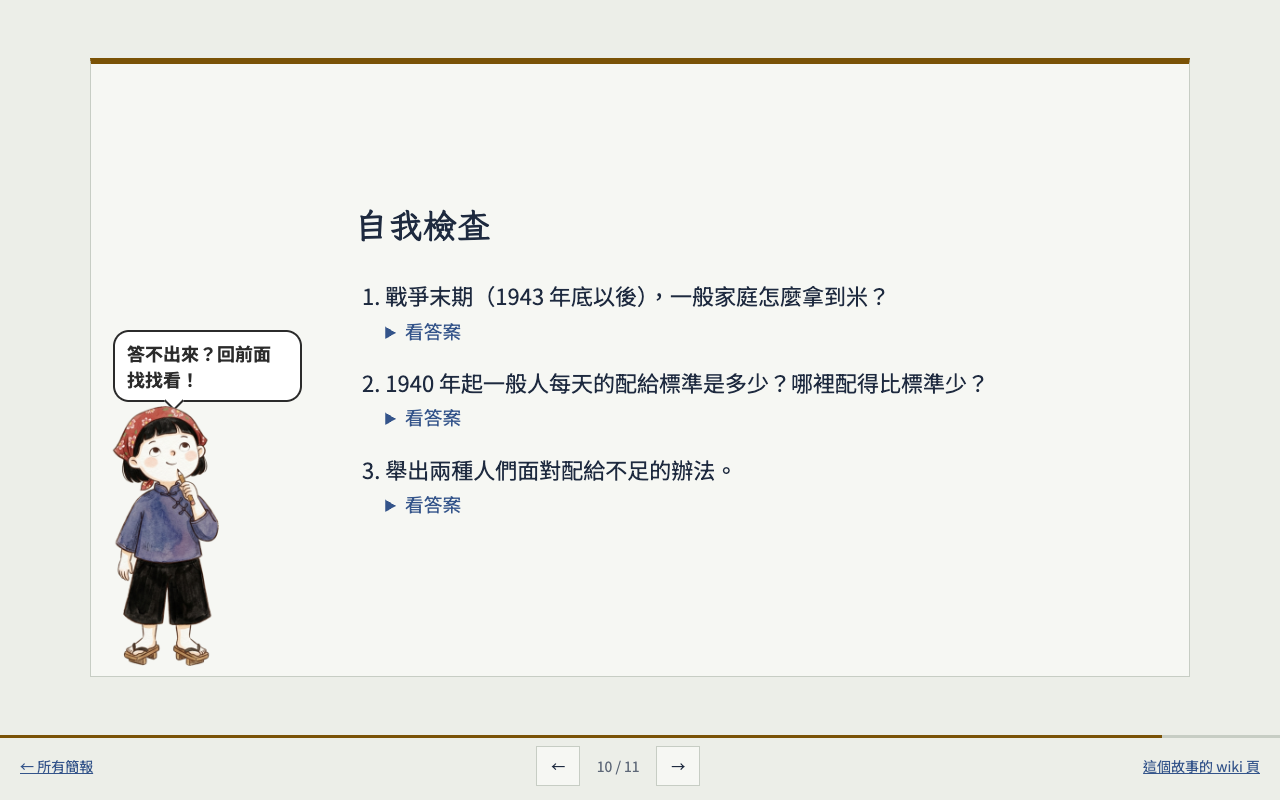 自我檢查
1. 戰爭末期（1943 年底以後），一般家庭怎麼拿到米？
▶ 看答案
2. 1940 年起一般人每天的配給標準是多少？哪裡配得比標準少？
▶ 看答案
3. 舉出兩種人們面對配給不足的辦法。
▶ 看答案
答不出來？回前面
找找看！
← 所有簡報
←
10 / 11
→
這個故事的 wiki 頁